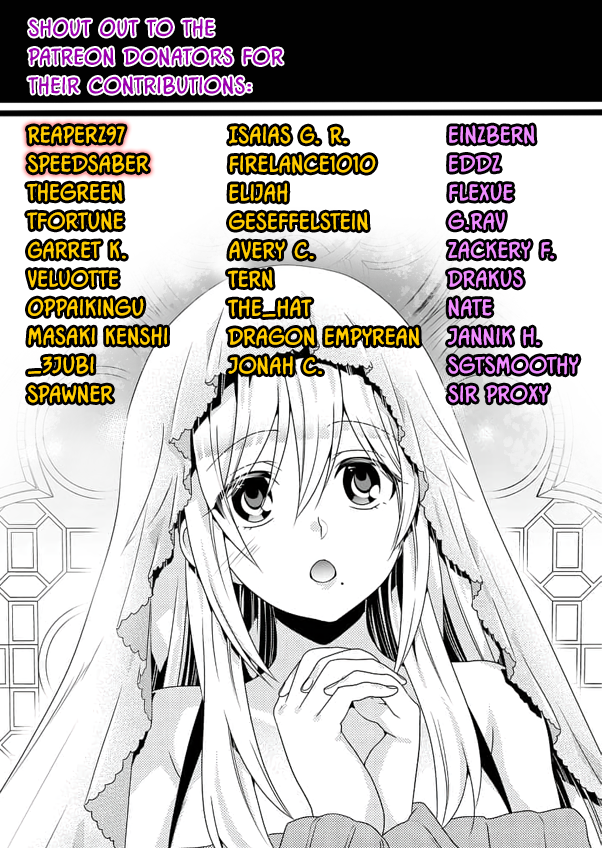 SHOUT OUT TO THE
PATREON DONATORS FOR
THEIR CONTRIBUTIONS:
REAPERZ97
SPEEDSABER
THEGREEN
TFORTUNE
GARRET K.
VELUOTTE
OPPAIKINGU
MASAKI KENSHI
_3JUBI
SPAWNER
ISAIAS G. R.
FIRELANCE1010
ELIJAH
GESEFFELSTEIN
AVERY C.
TERN
THE_HAT
DRAGON EMPYREAN
JONAH C.
EINZBERN
EDDZ
FLEXUE
G.RAV
ZACKERY F.
DRAKUS
NATE
JANNIK H.
SGTSMOOTHY
SIR PROXY